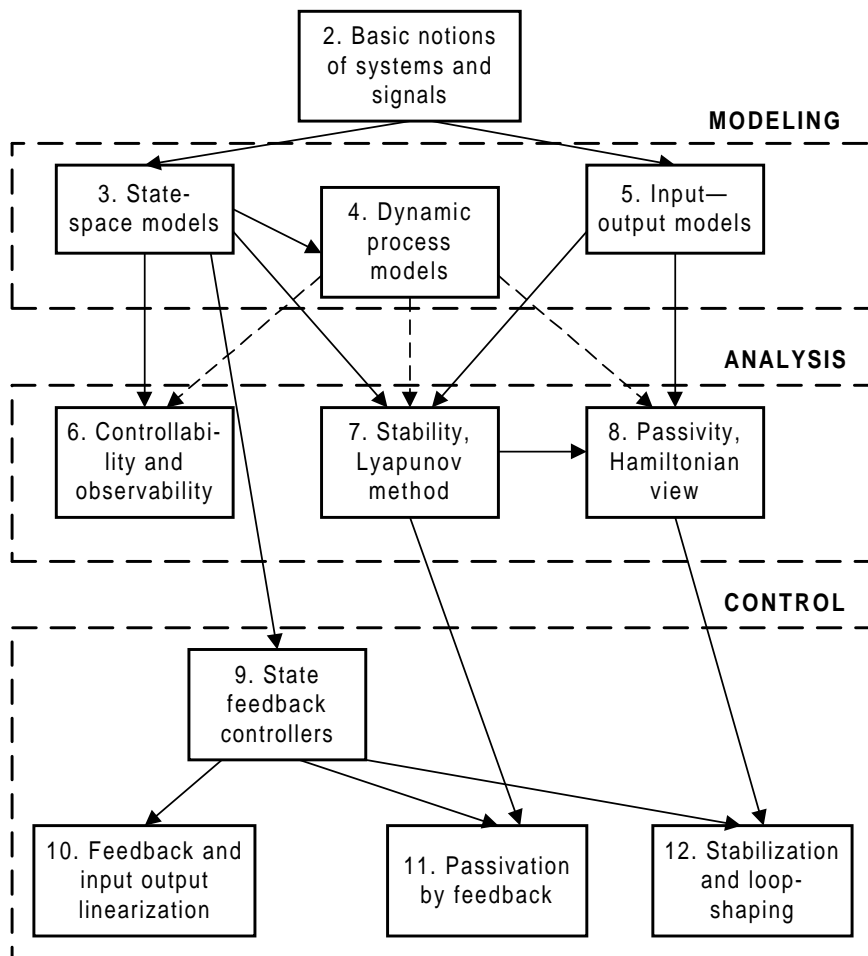 2. Basic notions
of systems and
signals
MODELING
3. State-
space models
4. Dynamic
process
models
5. Input—
output models
ANALYSIS
6. Controllabi-
lity and
observability
7. Stability,
Lyapunov
method
8. Passivity,
Hamiltonian
view
CONTROL
9. State
feedback
controllers
10. Feedback and
input output
linearization
11. Passivation
by feedback
12. Stabilization
and loop-
shaping